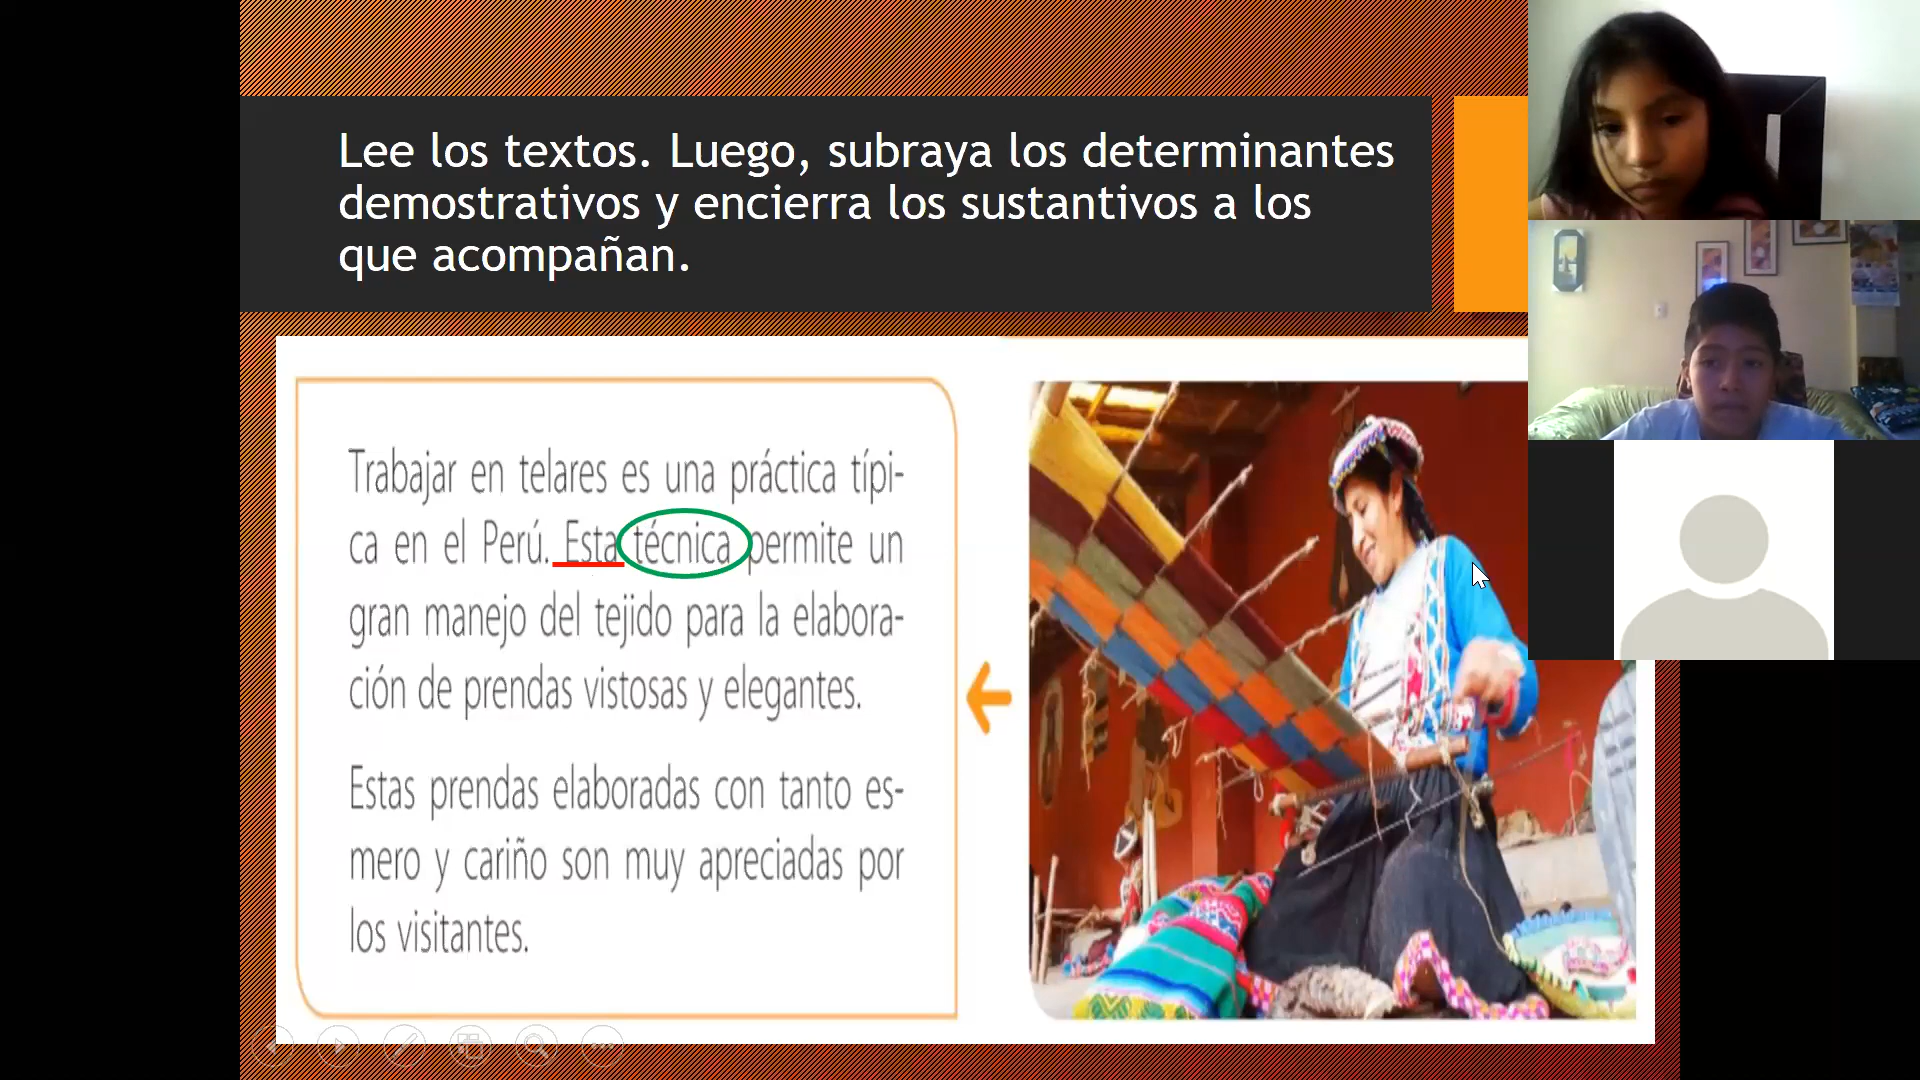 Lee los textos. Luego, subraya los determinantes
demostrativos y encierra los sustantivos a los
que acompañan.
Trabajar en telares es una práctica típi-
ca en el Perú. Esta técnica permite un
gran manejo del tejido para la elabora-
ción de prendas vistosas y elegantes.
Estas prendas elaboradas con tanto es-
mero y cariño son muy apreciadas por
los visitantes.